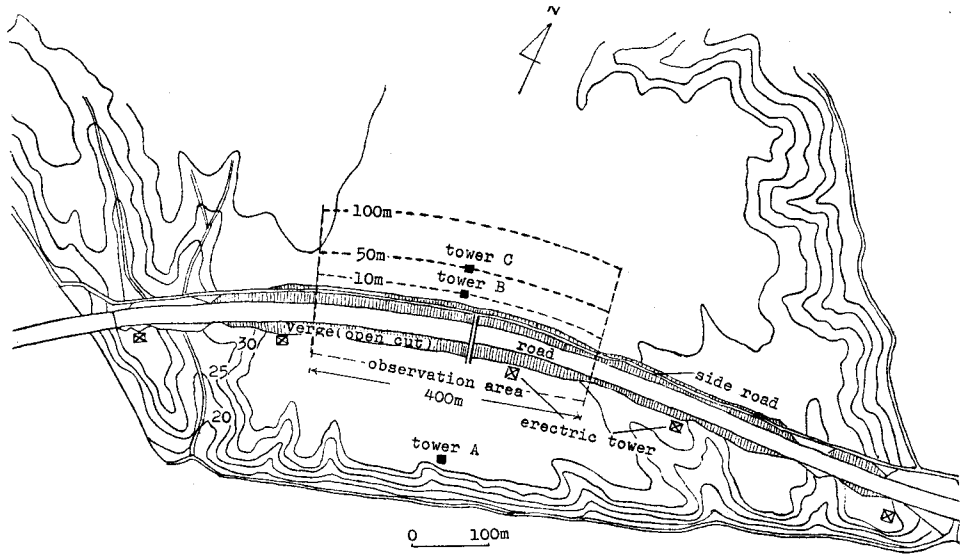 N
100m
50m
tower C
10m
tower B
verge(open cut)
30
road
25
observation area
side road
400m
20
erectric tower
tower A
0 100m